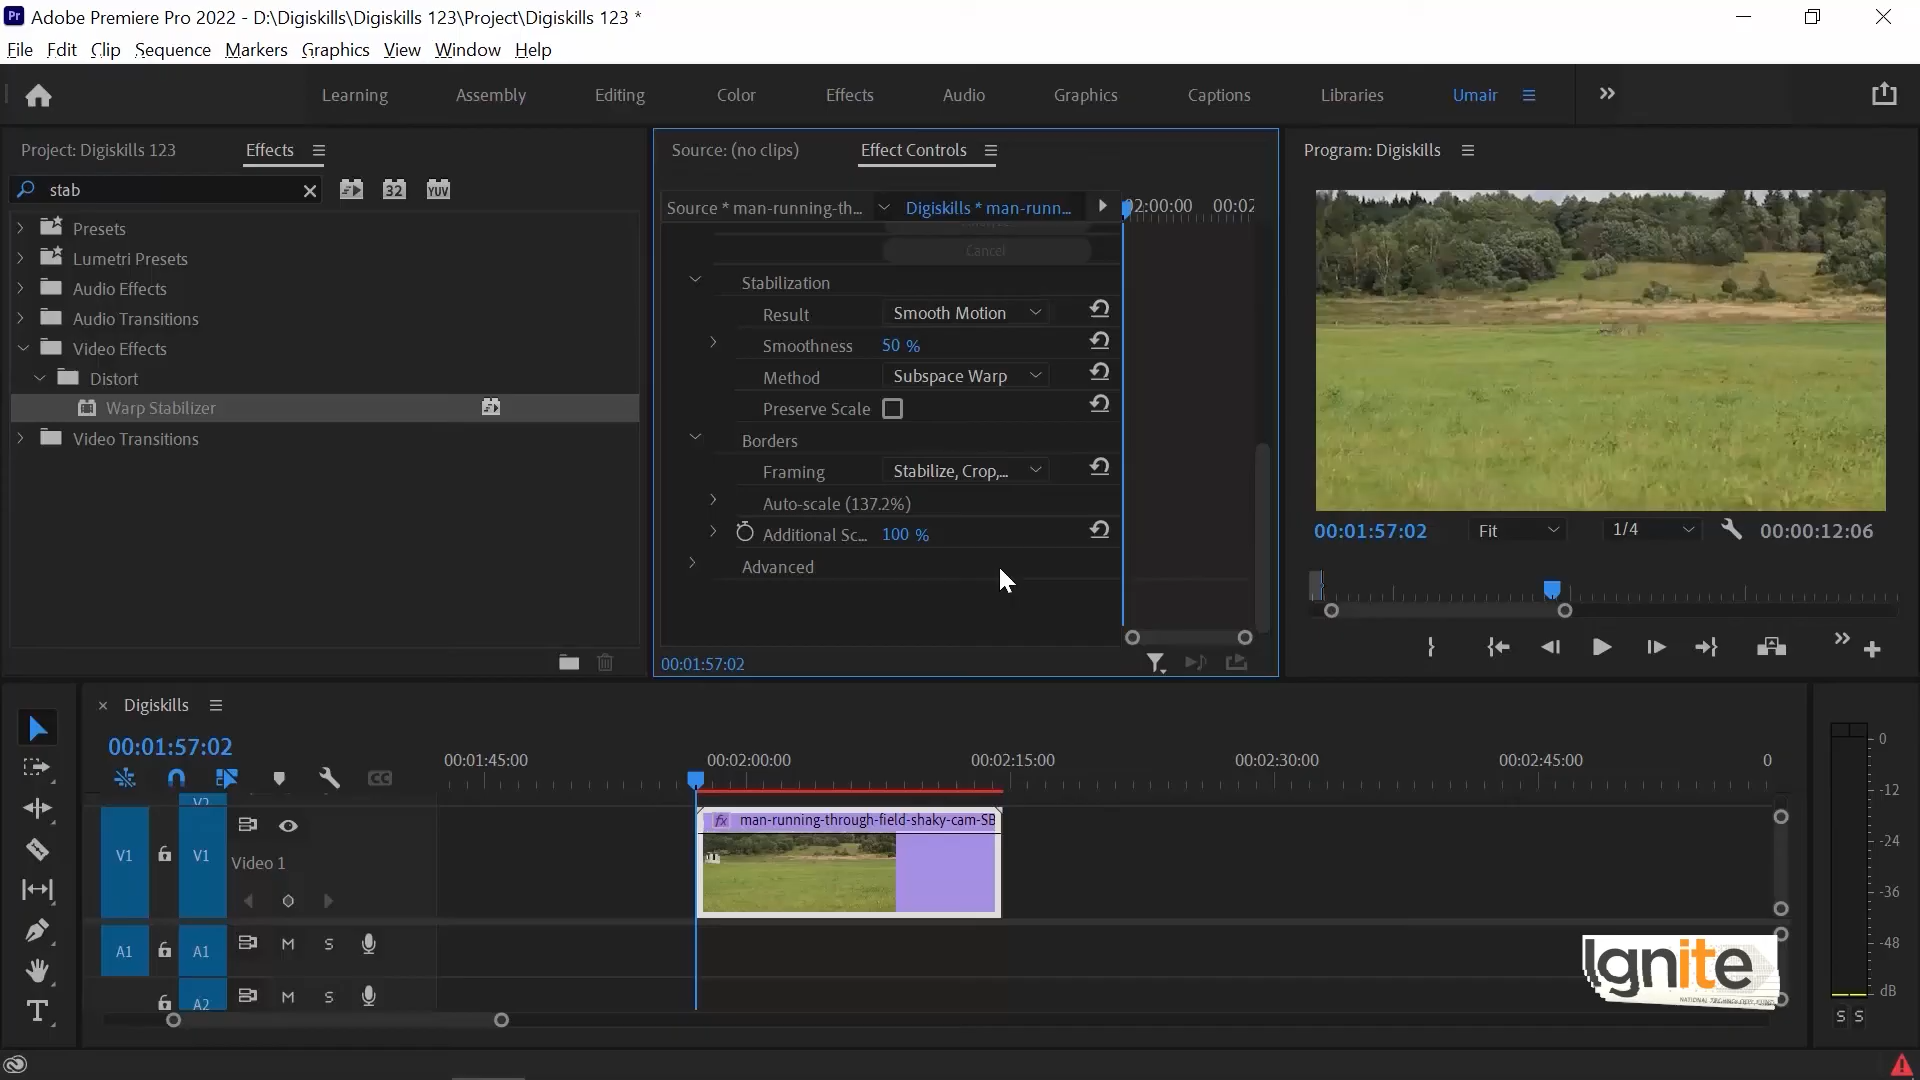 Pr Adobe Premiere Pro 2022 - D:\Digiskills\Digiskills 123\Project\Digiskills 123 *
File Edit Clip Sequence Markers Graphics View Window Help
Learning Assembly Editing Color Effects Audio Graphics Captions Libraries Umair
Project: Digiskills 123 Effects
stab 32 YUV
Presets
Lumetri Presets
Audio Effects
Audio Transitions
Video Effects
Distort
Warp Stabilizer
Video Transitions
Source: (no clips) Effect Controls
Source * man-running-th... Digiskills * man-runn... 02:00:00 00:02
Cancel
Stabilization
Result Smooth Motion
Smoothness 50 %
Method Subspace Warp
Preserve Scale
Borders
Framing Stabilize, Crop,...
Auto-scale (137.2%)
Additional Sc... 100 %
Advanced
00:01:57:02
Program: Digiskills
00:01:57:02 Fit 1/4 00:00:12:06
Digiskills
00:01:57:02
CC
00:01:45:00 00:02:00:00 00:02:15:00 00:02:30:00 00:02:45:00 0
V2
fx man-running-through-field-shaky-cam-SB
V1 V1 Video 1
A1 A1 M S
A2 M S
T
0
-12
-24
-36
-48
dB
S S
Ignite